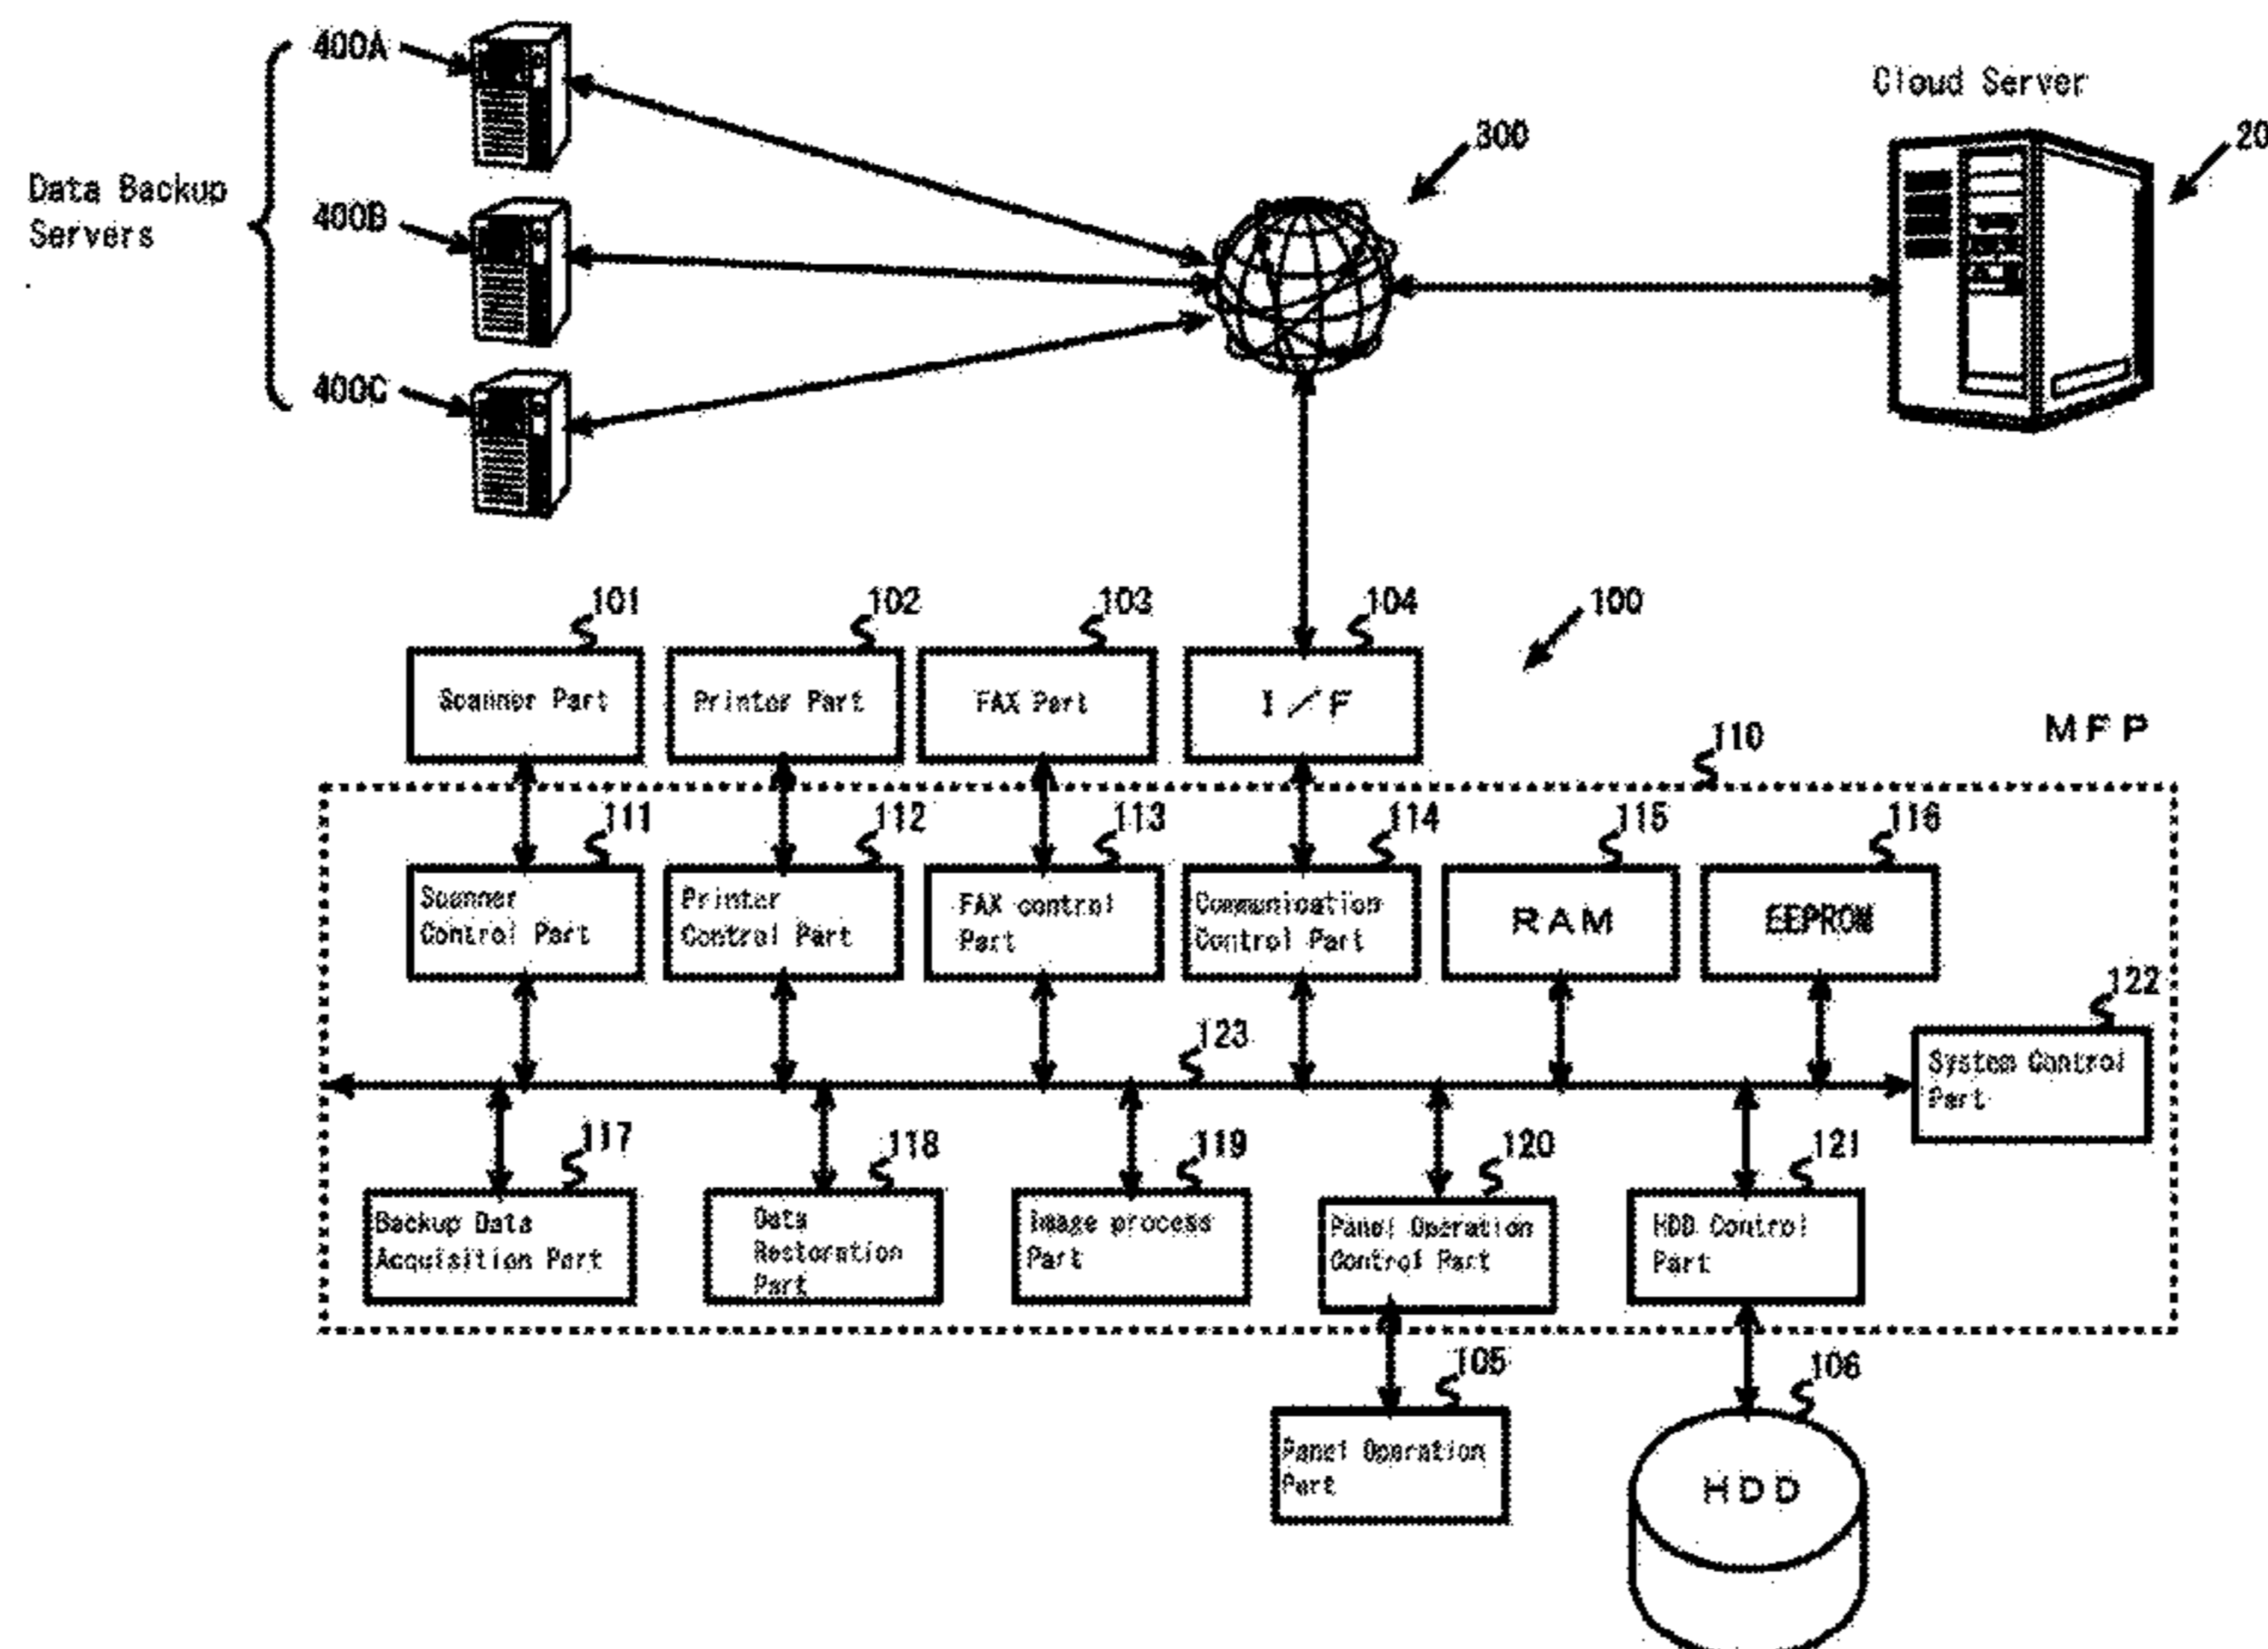 400A
Cloud Server
300
20
Data Backup
Servers
400B
400C
101
102
103
104
100
Scanner Part
Printer Part
FAX Part
I/F
110
MFP
111
112
113
114
115
116
Scanner
Control Part
Printer
Control Part
FAX control
Part
Communication
Control Part
RAM
EEPROM
122
123
System Control
Part
117
118
119
120
121
Backup Data
Acquisition Part
Data
Restoration
Part
Image process
Part
Panel Operation
Control Part
HDD Control
Part
105
106
Panel Operation
Part
HDD